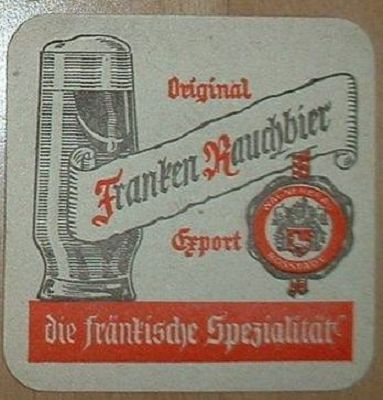 Original
Franken Rauchbier
Export
die fränkische Spezialität